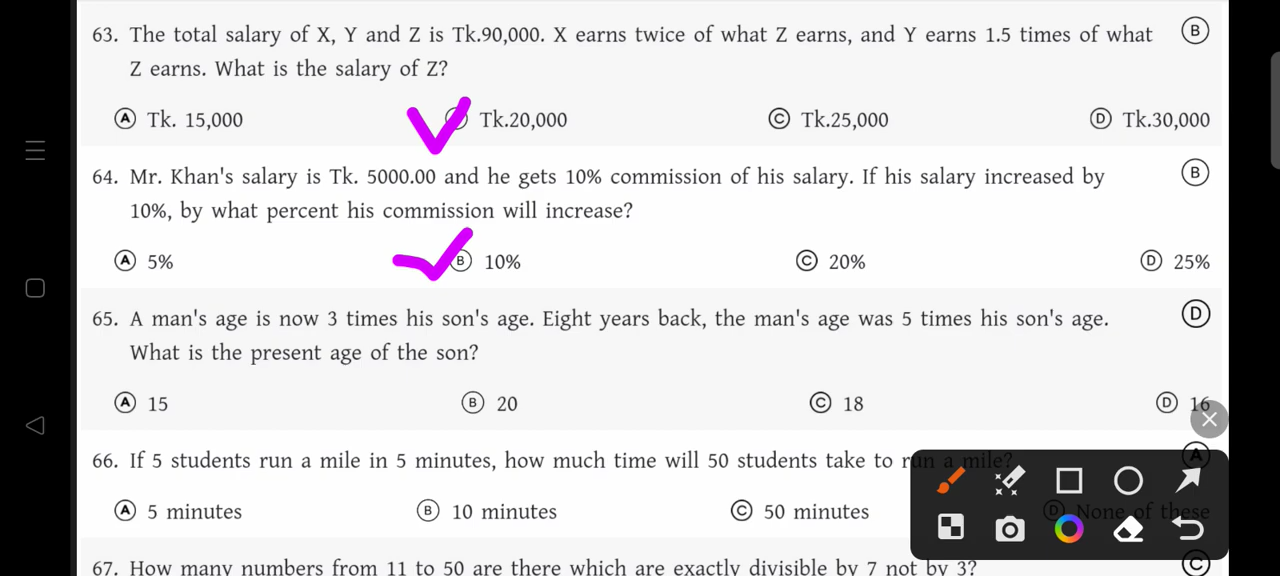 63. The total salary of X, Y and Z is Tk.90,000. X earns twice of what Z earns, and Y earns 1.5 times of what B
Z earns. What is the salary of Z?
A Tk. 15,000 Tk.20,000 C Tk.25,000 D Tk.30,000
64. Mr. Khan's salary is Tk. 5000.00 and he gets 10% commission of his salary. If his salary increased by B
10%, by what percent his commission will increase?
A 5% B 10% C 20% D 25%
65. A man's age is now 3 times his son's age. Eight years back, the man's age was 5 times his son's age. D
What is the present age of the son?
A 15 B 20 C 18 D 16
66. If 5 students run a mile in 5 minutes, how much time will 50 students take to run a mile? A
A 5 minutes B 10 minutes C 50 minutes D None of these
67. How many numbers from 11 to 50 are there which are exactly divisible by 7 not by 3? C